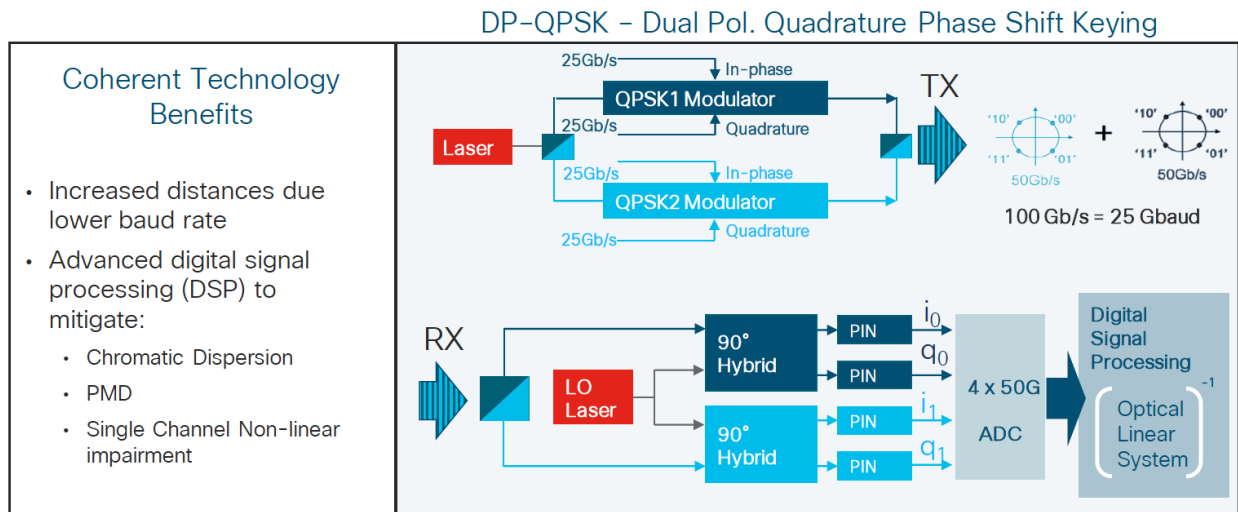 DP-QPSK – Dual Pol. Quadrature Phase Shift Keying
Coherent Technology
Benefits
• Increased distances due
lower baud rate
• Advanced digital signal
processing (DSP) to
mitigate:
• Chromatic Dispersion
• PMD
• Single Channel Non-linear
impairment
25Gb/s
In-phase
QPSK1 Modulator
25Gb/s
Quadrature
Laser
25Gb/s
In-phase
QPSK2 Modulator
25Gb/s
Quadrature
TX
'10' '00'
'11' '01'
50Gb/s
+
'10' '00'
'11' '01'
50Gb/s
100 Gb/s = 25 Gbaud
RX
LO
Laser
90°
Hybrid
90°
Hybrid
PIN
PIN
PIN
PIN
i0
q0
i1
q1
4 x 50G
ADC
Digital
Signal
Processing
Optical
Linear
System
-1